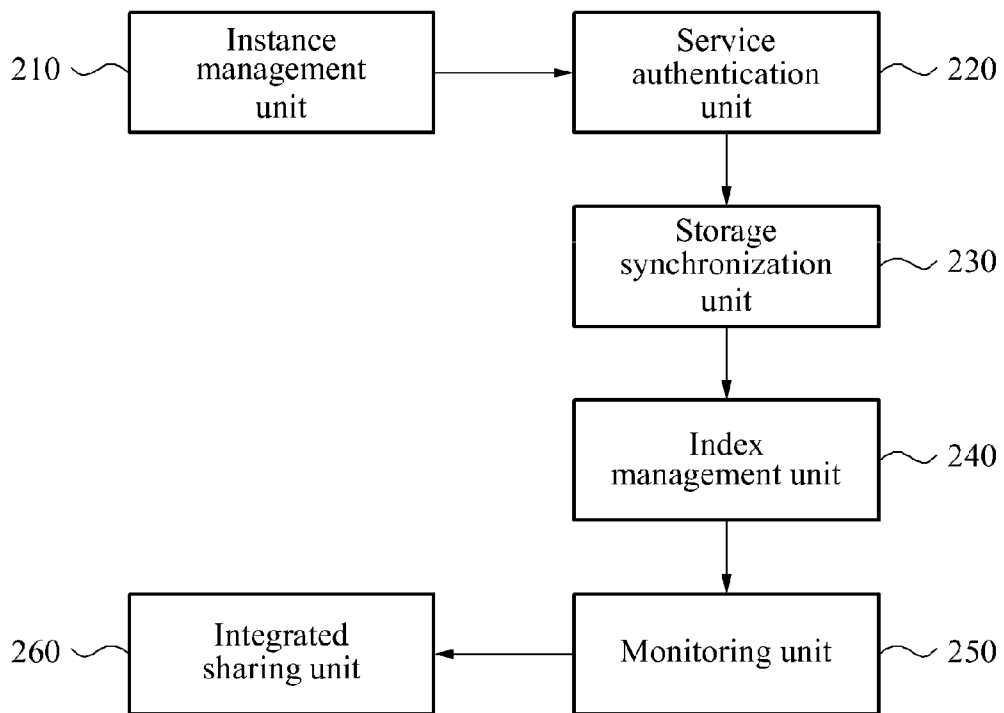 210
Instance
management
unit
Service
authentication
unit
220
Storage
synchronization
unit
230
Index
management unit
240
260
Integrated
sharing unit
Monitoring unit
250